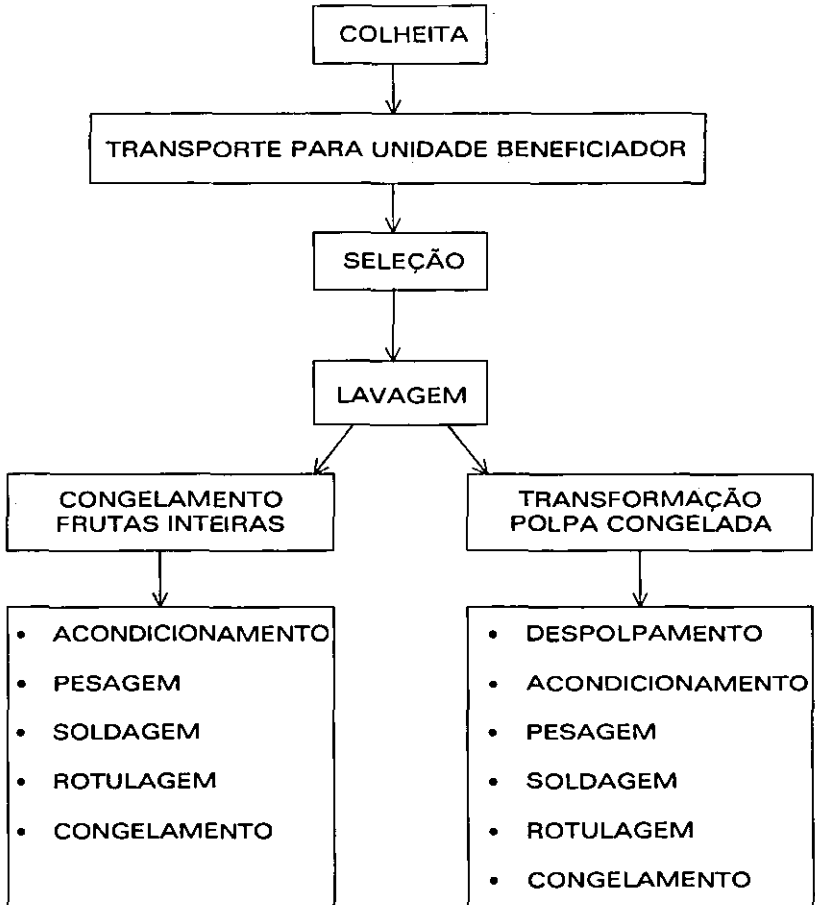 COLHEITA
TRANSPORTE PARA UNIDADE BENEFICIADOR
SELEÇÃO
LAVAGEM
CONGELAMENTO
FRUTAS INTEIRAS
TRANSFORMAÇÃO
POLPA CONGELADA
• ACONDICIONAMENTO
• PESAGEM
• SOLDAGEM
• ROTULAGEM
• CONGELAMENTO
• DESPOLPAMENTO
• ACONDICIONAMENTO
• PESAGEM
• SOLDAGEM
• ROTULAGEM
• CONGELAMENTO